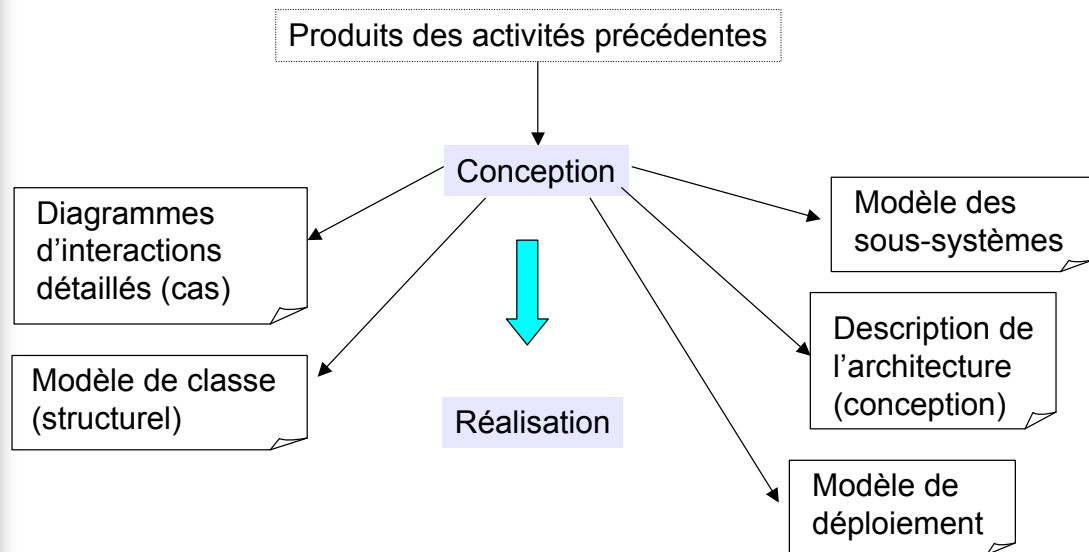 Produits des activités précédentes
Conception
Diagrammes
d’interactions
détaillés (cas)
Modèle des
sous-systèmes
Modèle de classe
(structurel)
Description de
l’architecture
(conception)
Réalisation
Modèle de
déploiement